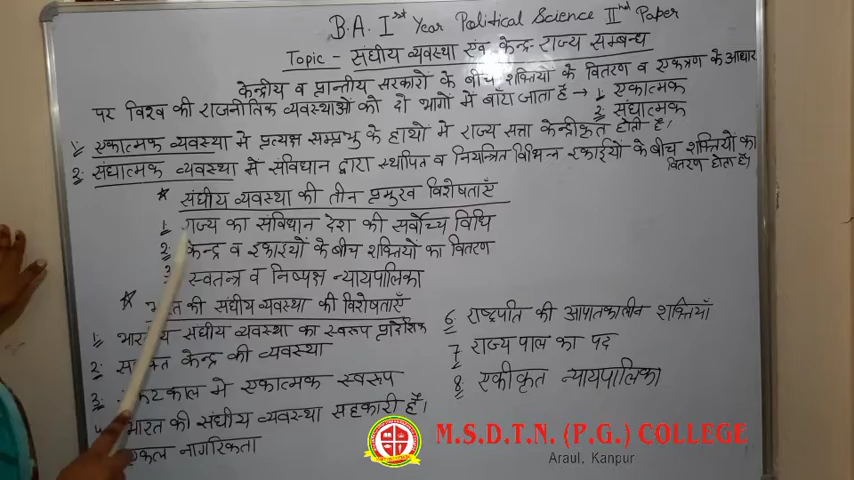 B.A. Ist Year Political Science IInd Paper
Topic - संघीय व्यवस्था एवं केन्द्र-राज्य सम्बन्ध
केन्द्रीय व प्रान्तीय सरकारों के बीच शक्तियों के वितरण व एकत्रण के आधार
पर विश्व की राजनीतिक व्यवस्थाओं को दो भागों में बाँटा जाता है → 1. एकात्मक
2. संघात्मक
1. एकात्मक व्यवस्था मे प्रत्यक्ष सम्प्रभु के हाथों मे राज्य सत्ता केन्द्रीकृत होती है।
2. संघात्मक व्यवस्था में संविधान द्वारा स्थापित व नियन्त्रित विभिन्न इकाईयों के बीच शक्तियों का
वितरण होता है।
* संघीय व्यवस्था की तीन प्रमुख विशेषताएँ
1. राज्य का संविधान देश की सर्वोच्च विधि
2. केन्द्र व इकाइयों के बीच शक्तियों का वितरण
3 स्वतन्त्र व निष्पक्ष न्यायपालिका
* की संघीय व्यवस्था की विशेषताएँ
1. संघीय व्यवस्था का स्वरूप प्रादेशिक
2. केन्द्र की व्यवस्था
3. मे एकात्मक स्वरूप
4. भारत की संघीय व्यवस्था सहकारी है।
नागरिकता
6. राष्ट्रपति की आपातकालीन शक्तियाँ
7. राज्य पाल का पद
8. एकीकृत न्यायपालिका
M.S.D.T.N. (P.G.) COLLEGE
Araul, Kanpur